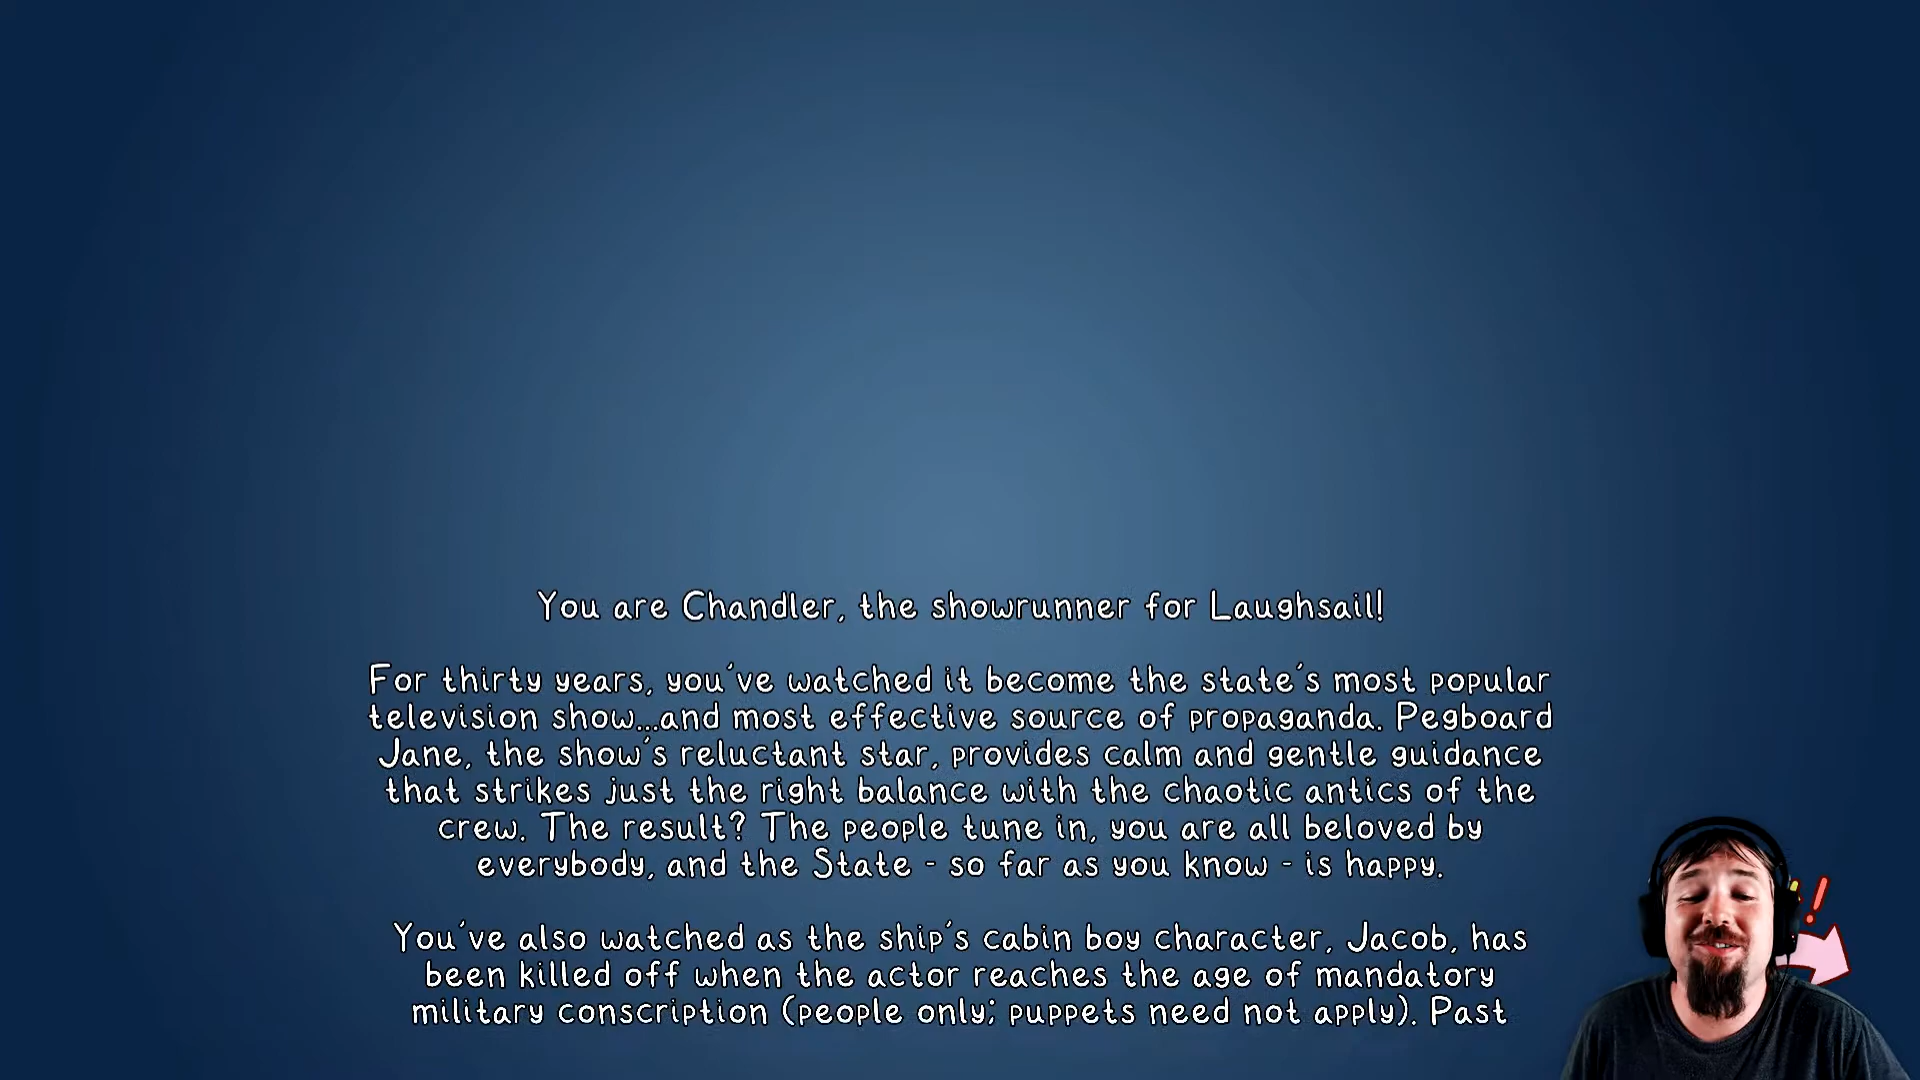 You are Chandler, the showrunner for Laughsail!
For thirty years, you've watched it become the state's most popular
television show...and most effective source of propaganda. Pegboard
Jane, the show's reluctant star, provides calm and gentle guidance
that strikes just the right balance with the chaotic antics of the
crew. The result? The people tune in, you are all beloved by
everybody, and the State - so far as you know - is happy.
You've also watched as the ship's cabin boy character, Jacob, has
been killed off when the actor reaches the age of mandatory
military conscription (people only; puppets need not apply). Past